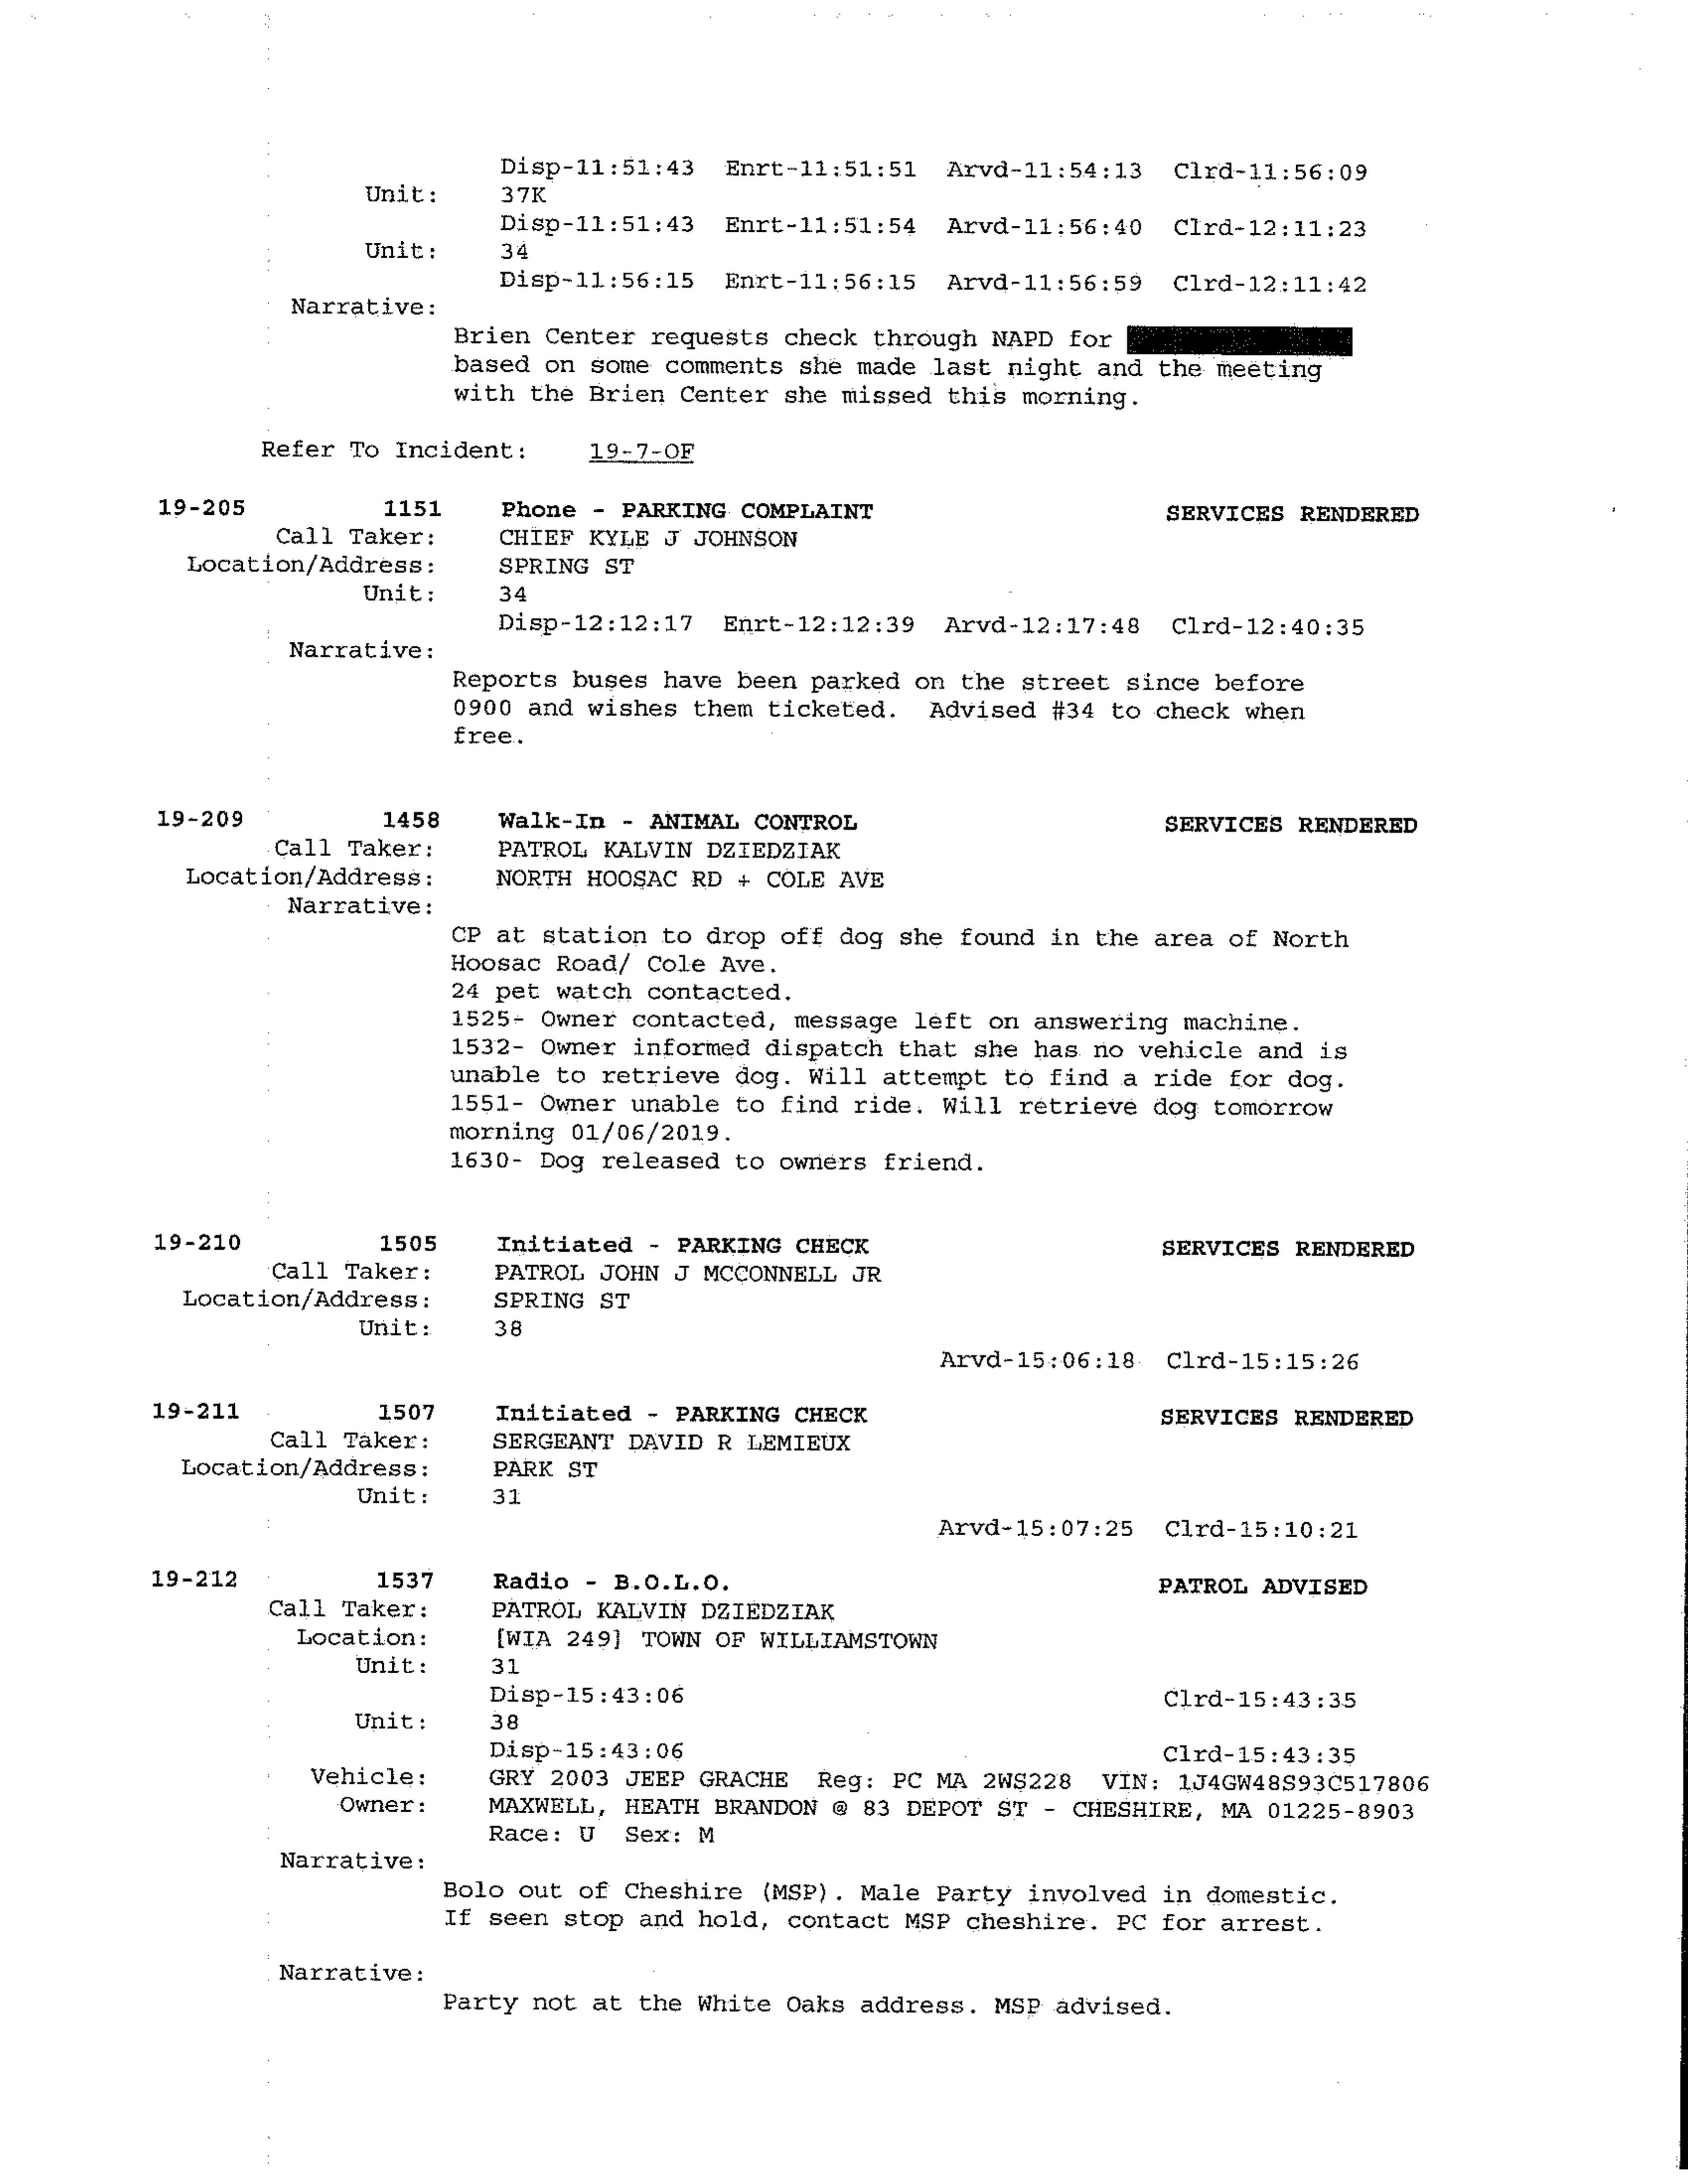 Disp-11:51:43 Enrt-11:51:51 Arvd-11:54:13 Clrd-11:56:09
Unit: 37K
Disp-11:51:43 Enrt-11:51:54 Arvd-11:56:40 Clrd-12:11:23
Unit: 34
Disp-11:56:15 Enrt-11:56:15 Arvd-11:56:59 Clrd-12:11:42
Narrative:
Brien Center requests check through NAPD for
based on some comments she made last night and the meeting
with the Brien Center she missed this morning.
Refer To Incident: 19-7-OF
19-205 1151 Phone - PARKING COMPLAINT SERVICES RENDERED
Call Taker: CHIEF KYLE J JOHNSON
Location/Address: SPRING ST
Unit: 34
Disp-12:12:17 Enrt-12:12:39 Arvd-12:17:48 Clrd-12:40:35
Narrative:
Reports buses have been parked on the street since before
0900 and wishes them ticketed. Advised #34 to check when
free.
19-209 1458 Walk-In - ANIMAL CONTROL SERVICES RENDERED
Call Taker: PATROL KALVIN DZIEDZIAK
Location/Address: NORTH HOOSAC RD + COLE AVE
Narrative:
CP at station to drop off dog she found in the area of North
Hoosac Road/ Cole Ave.
24 pet watch contacted.
1525- Owner contacted, message left on answering machine.
1532- Owner informed dispatch that she has no vehicle and is
unable to retrieve dog. Will attempt to find a ride for dog.
1551- Owner unable to find ride. Will retrieve dog tomorrow
morning 01/06/2019.
1630- Dog released to owners friend.
19-210 1505 Initiated - PARKING CHECK SERVICES RENDERED
Call Taker: PATROL JOHN J MCCONNELL JR
Location/Address: SPRING ST
Unit: 38
Arvd-15:06:18 Clrd-15:15:26
19-211 1507 Initiated - PARKING CHECK SERVICES RENDERED
Call Taker: SERGEANT DAVID R LEMIEUX
Location/Address: PARK ST
Unit: 31
Arvd-15:07:25 Clrd-15:10:21
19-212 1537 Radio - B.O.L.O. PATROL ADVISED
Call Taker: PATROL KALVIN DZIEDZIAK
Location: [WIA 249] TOWN OF WILLIAMSTOWN
Unit: 31
Disp-15:43:06 Clrd-15:43:35
Unit: 38
Disp-15:43:06 Clrd-15:43:35
Vehicle: GRY 2003 JEEP GRACHE Reg: PC MA 2WS228 VIN: 1J4GW48S93C517806
Owner: MAXWELL, HEATH BRANDON @ 83 DEPOT ST - CHESHIRE, MA 01225-8903
Race: U Sex: M
Narrative:
Bolo out of Cheshire (MSP). Male Party involved in domestic.
If seen stop and hold, contact MSP cheshire. PC for arrest.
Narrative:
Party not at the White Oaks address. MSP advised.